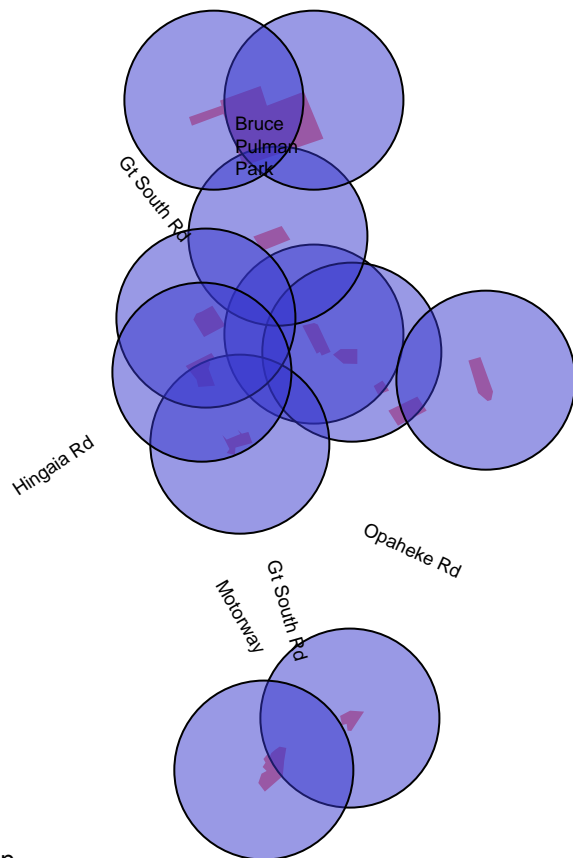 Bruce
Pulman
Park
Gt South Rd
Hingaia Rd
Opaheke Rd
Gt South Rd
Motorway